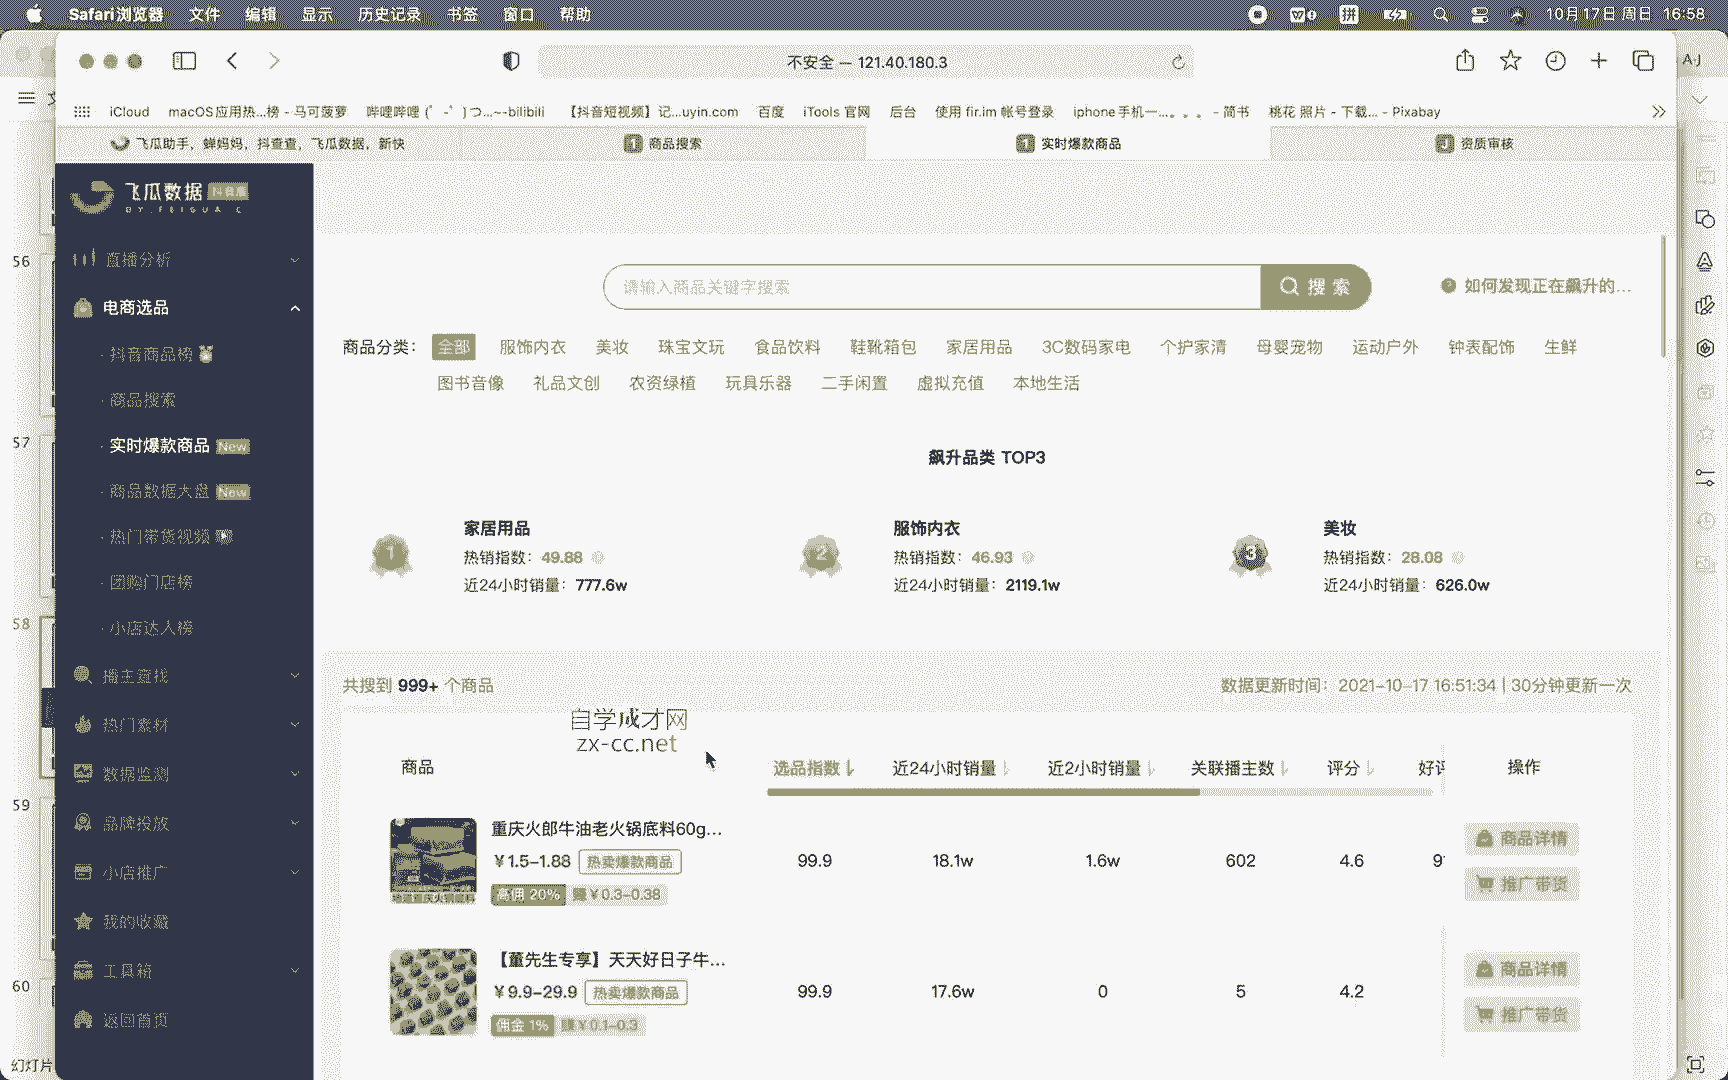 Safari浏览器 文件 编辑 显示 历史记录 书签 窗口 帮助 拼 10月17日 周日 16:58
不安全 — 121.40.180.3
iCloud macOS应用热...榜 - 马可菠萝 哔哩哔哩 (゜-゜)つ...~-bilibili 【抖音短视频】记...uyin.com 百度 iTools 官网 后台 使用 fir.im 帐号登录 iphone手机一...。。。 - 简书 桃花 照片 - 下载... - Pixabay
飞瓜助手，蝉妈妈，抖查查，飞瓜数据，新快 商品搜索 实时爆款商品 资质审核
飞瓜数据
直播分析
电商选品
· 抖音商品榜
· 商品搜索
· 实时爆款商品 New
· 商品数据大盘 New
· 热门带货视频
· 团购门店榜
· 小店达人榜
播主查找
热门素材
数据监测
品牌投放
小店推广
我的收藏
工具箱
返回首页
56
57
58
59
60
幻灯片
请输入商品关键字搜索 搜索 如何发现正在飙升的...
商品分类： 全部 服饰内衣 美妆 珠宝文玩 食品饮料 鞋靴箱包 家居用品 3C数码家电 个护家清 母婴宠物 运动户外 钟表配饰 生鲜
图书音像 礼品文创 农资绿植 玩具乐器 二手闲置 虚拟充值 本地生活
飙升品类 TOP3
1 家居用品
热销指数：49.88
近24小时销量：777.6w
2 服饰内衣
热销指数：46.93
近24小时销量：2119.1w
3 美妆
热销指数：28.08
近24小时销量：626.0w
共搜到 999+ 个商品 数据更新时间：2021-10-17 16:51:34 | 30分钟更新一次
自学成才网
zx-cc.net
商品 选品指数 近24小时销量 近2小时销量 关联播主数 评分 好评 操作
重庆火郎牛油老火锅底料60g...
￥1.5-1.88 热卖爆款商品
高佣 20% 赚￥0.3-0.38
99.9 18.1w 1.6w 602 4.6 商品详情
推广带货
【董先生专享】天天好日子牛...
￥9.9-29.9 热卖爆款商品
佣金 1% 赚￥0.1-0.3
99.9 17.6w 0 5 4.2 商品详情
推广带货